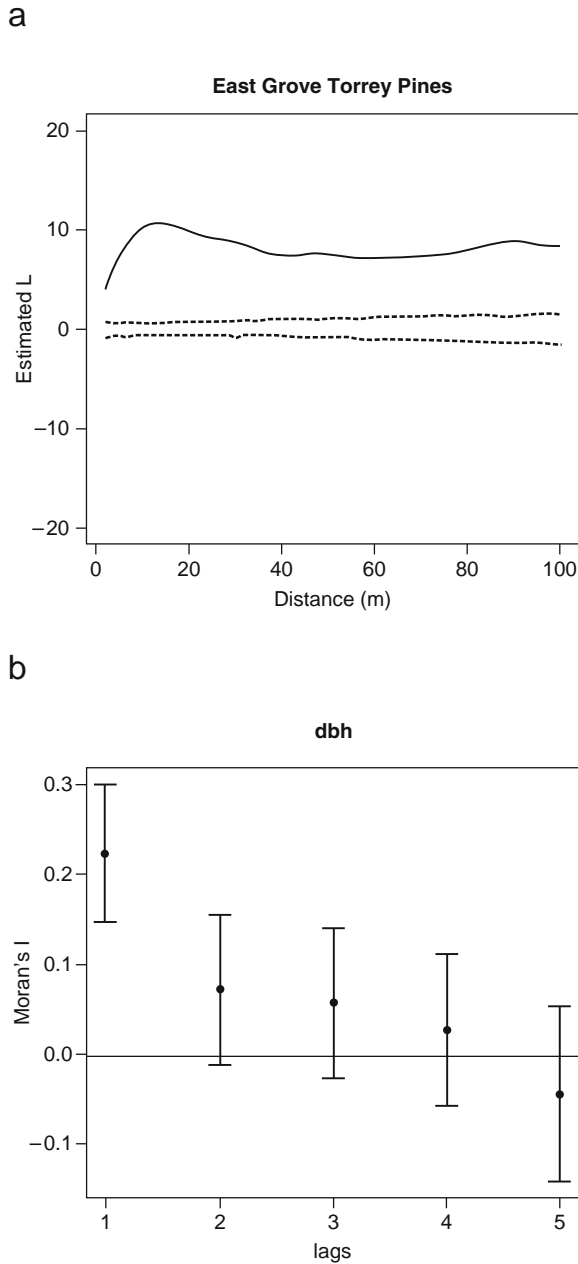 a
East Grove Torrey Pines
20
10
0
−10
−20
Estimated L
0 20 40 60 80 100
Distance (m)
b
dbh
0.3
0.2
0.1
0.0
−0.1
Moran's I
1 2 3 4 5
lags